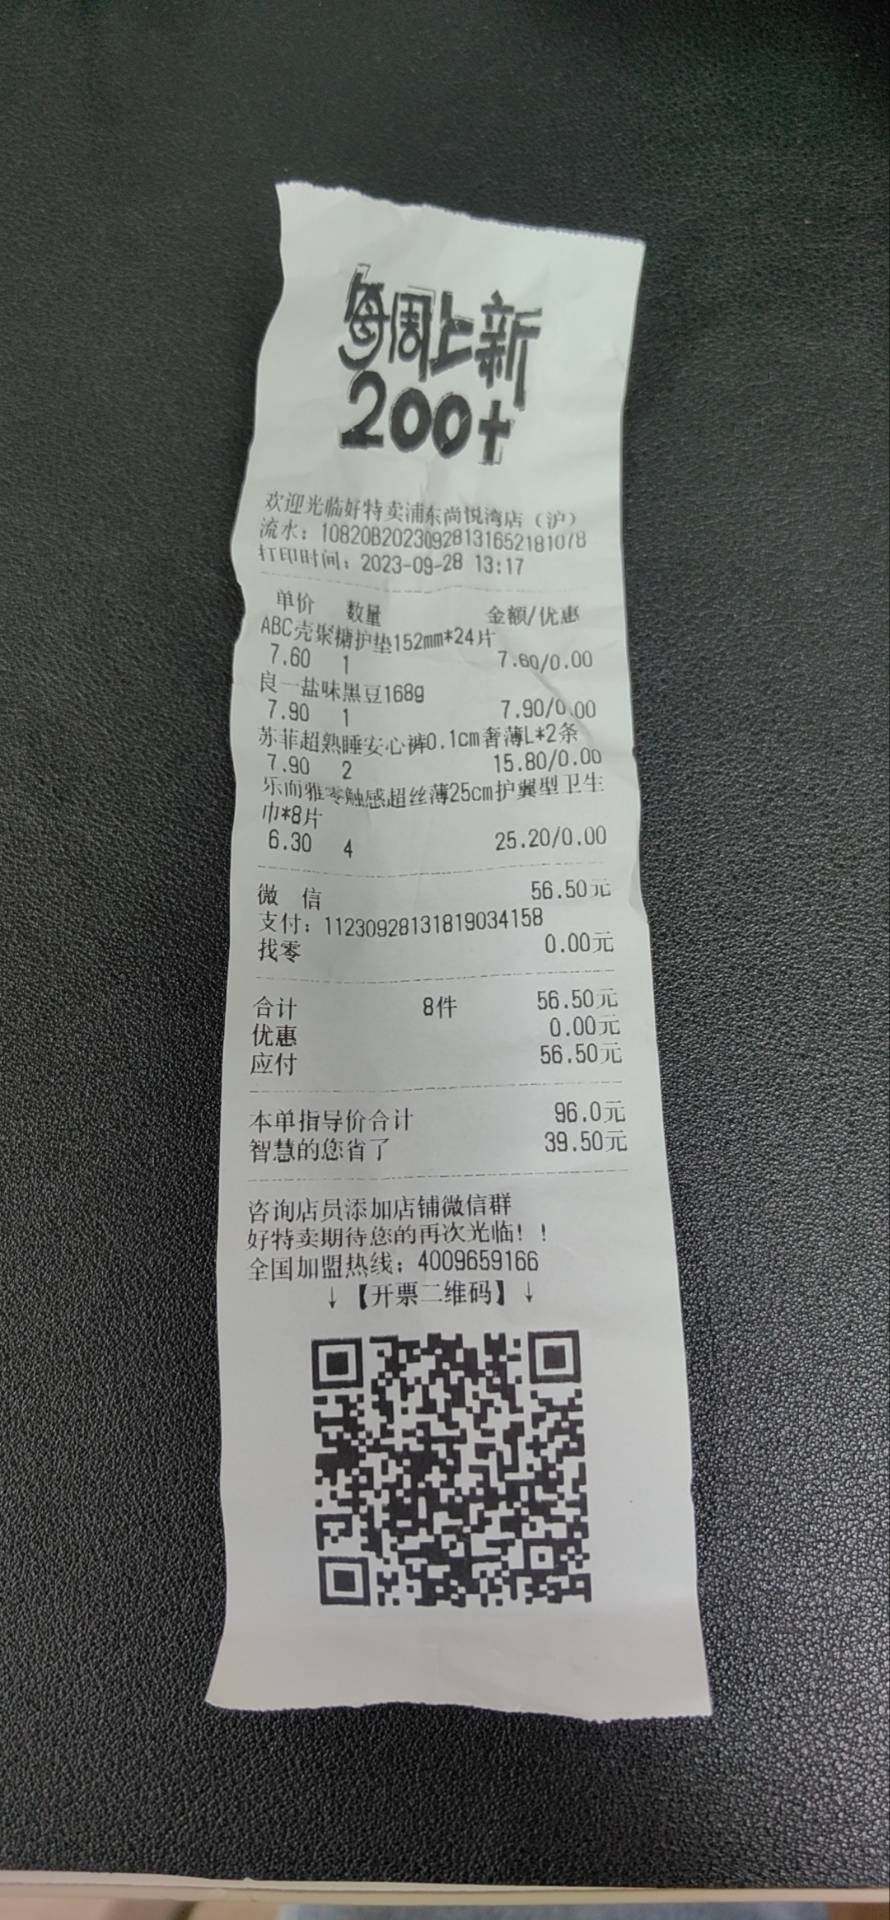 每周上新
200+
欢迎光临好特卖浦东尚悦湾店（沪）
流水：10820B20230928131652181078
打印时间：2023-09-28 13:17
单价 数量 金额/优惠
ABC壳聚糖护垫152mm*24片
7.60 1 7.60/0.00
良一盐味黑豆168g
7.90 1 7.90/0.00
苏菲超熟睡安心裤0.1cm奢薄L*2条
7.90 2 15.80/0.00
乐而雅零触感超丝薄25cm护翼型卫生
巾*8片
6.30 4 25.20/0.00
微 信 56.50元
支付：11230928131819034158
找零 0.00元
合计 8件 56.50元
优惠 0.00元
应付 56.50元
本单指导价合计 96.0元
智慧的您省了 39.50元
咨询店员添加店铺微信群
好特卖期待您的再次光临！！
全国加盟热线：4009659166
↓【开票二维码】↓